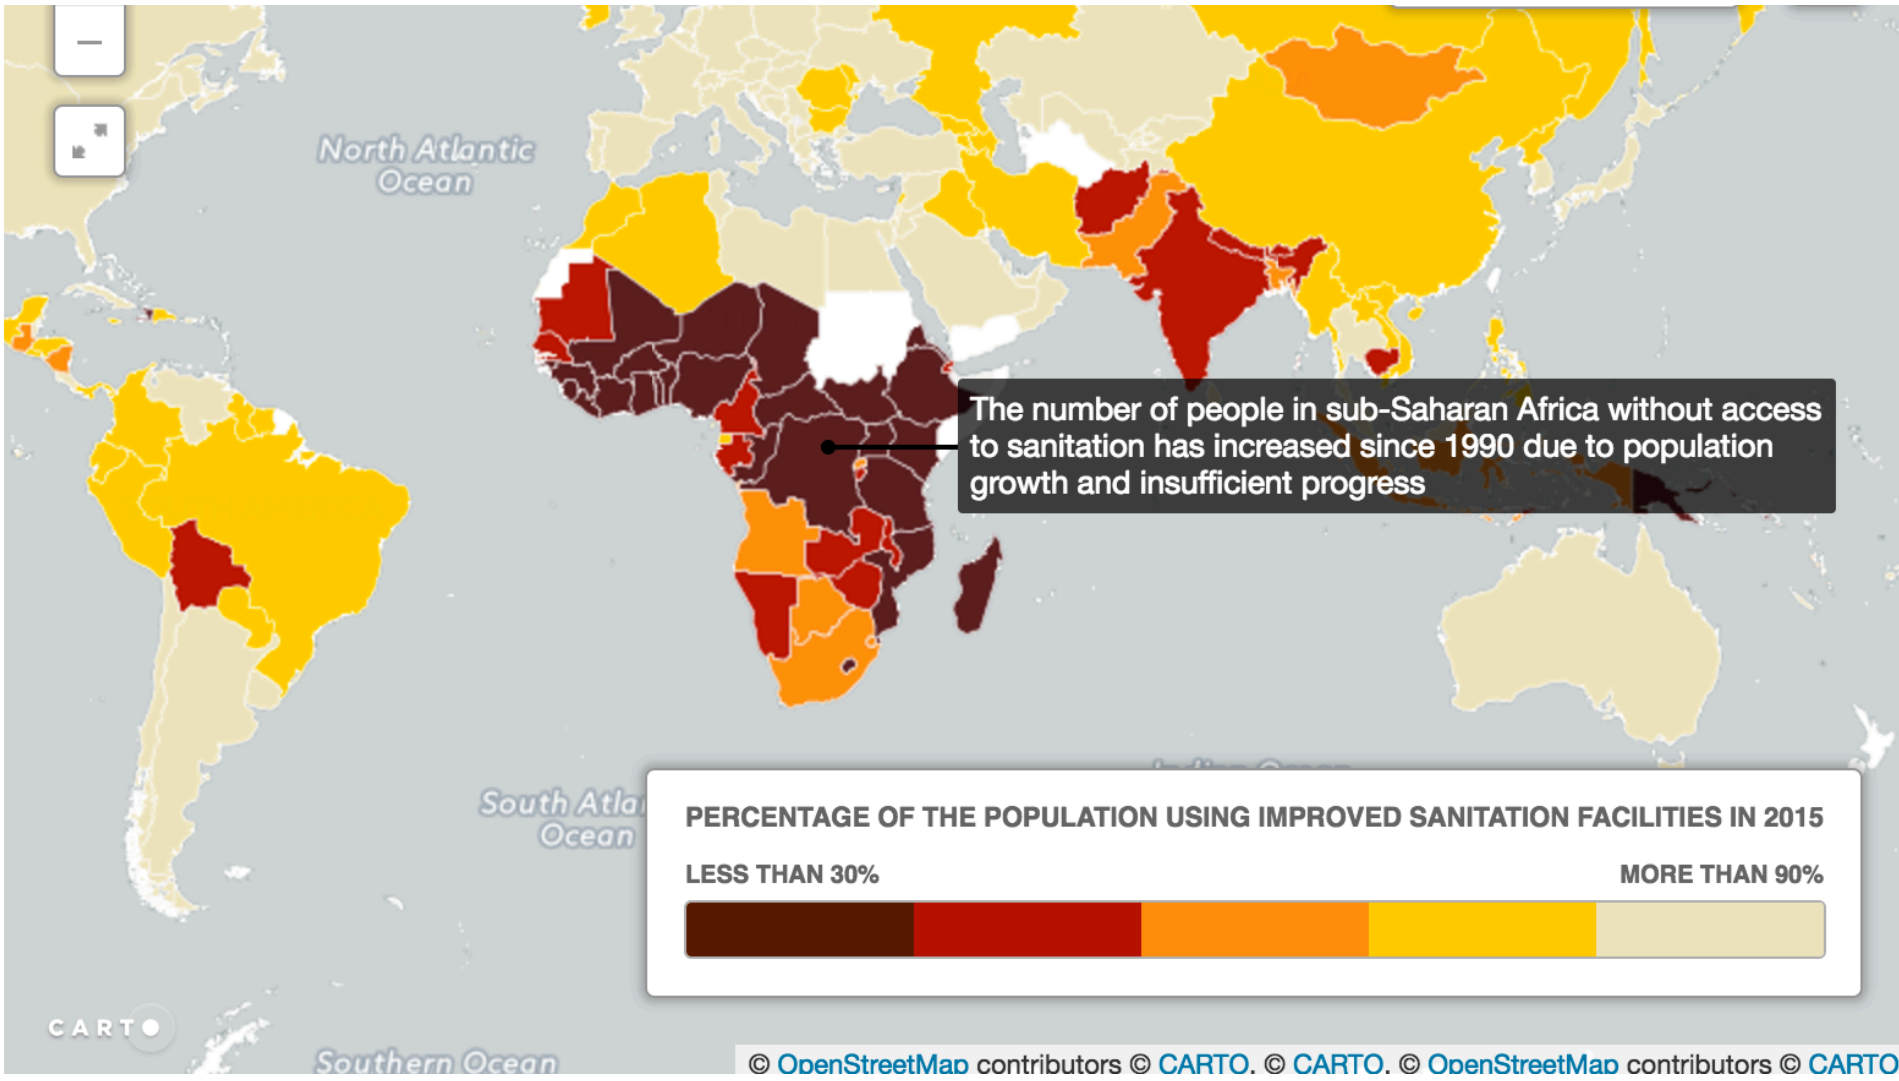 North Atlantic
Ocean
The number of people in sub-Saharan Africa without access
to sanitation has increased since 1990 due to population
growth and insufficient progress
South Atla
Ocean
Indian Ocean
PERCENTAGE OF THE POPULATION USING IMPROVED SANITATION FACILITIES IN 2015
LESS THAN 30% MORE THAN 90%
CARTO
Southern Ocean
© OpenStreetMap contributors © CARTO, © CARTO, © OpenStreetMap contributors © CARTO